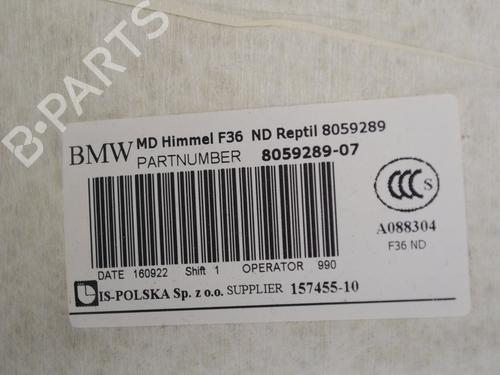 B-PARTS
MD Himmel F36 ND Reptil 8059289
BMW PARTNUMBER 8059289-07
CCC S
A088304
F36 ND
DATE 160922 Shift 1 OPERATOR 990
IS-POLSKA Sp. z o.o. SUPPLIER 157455-10